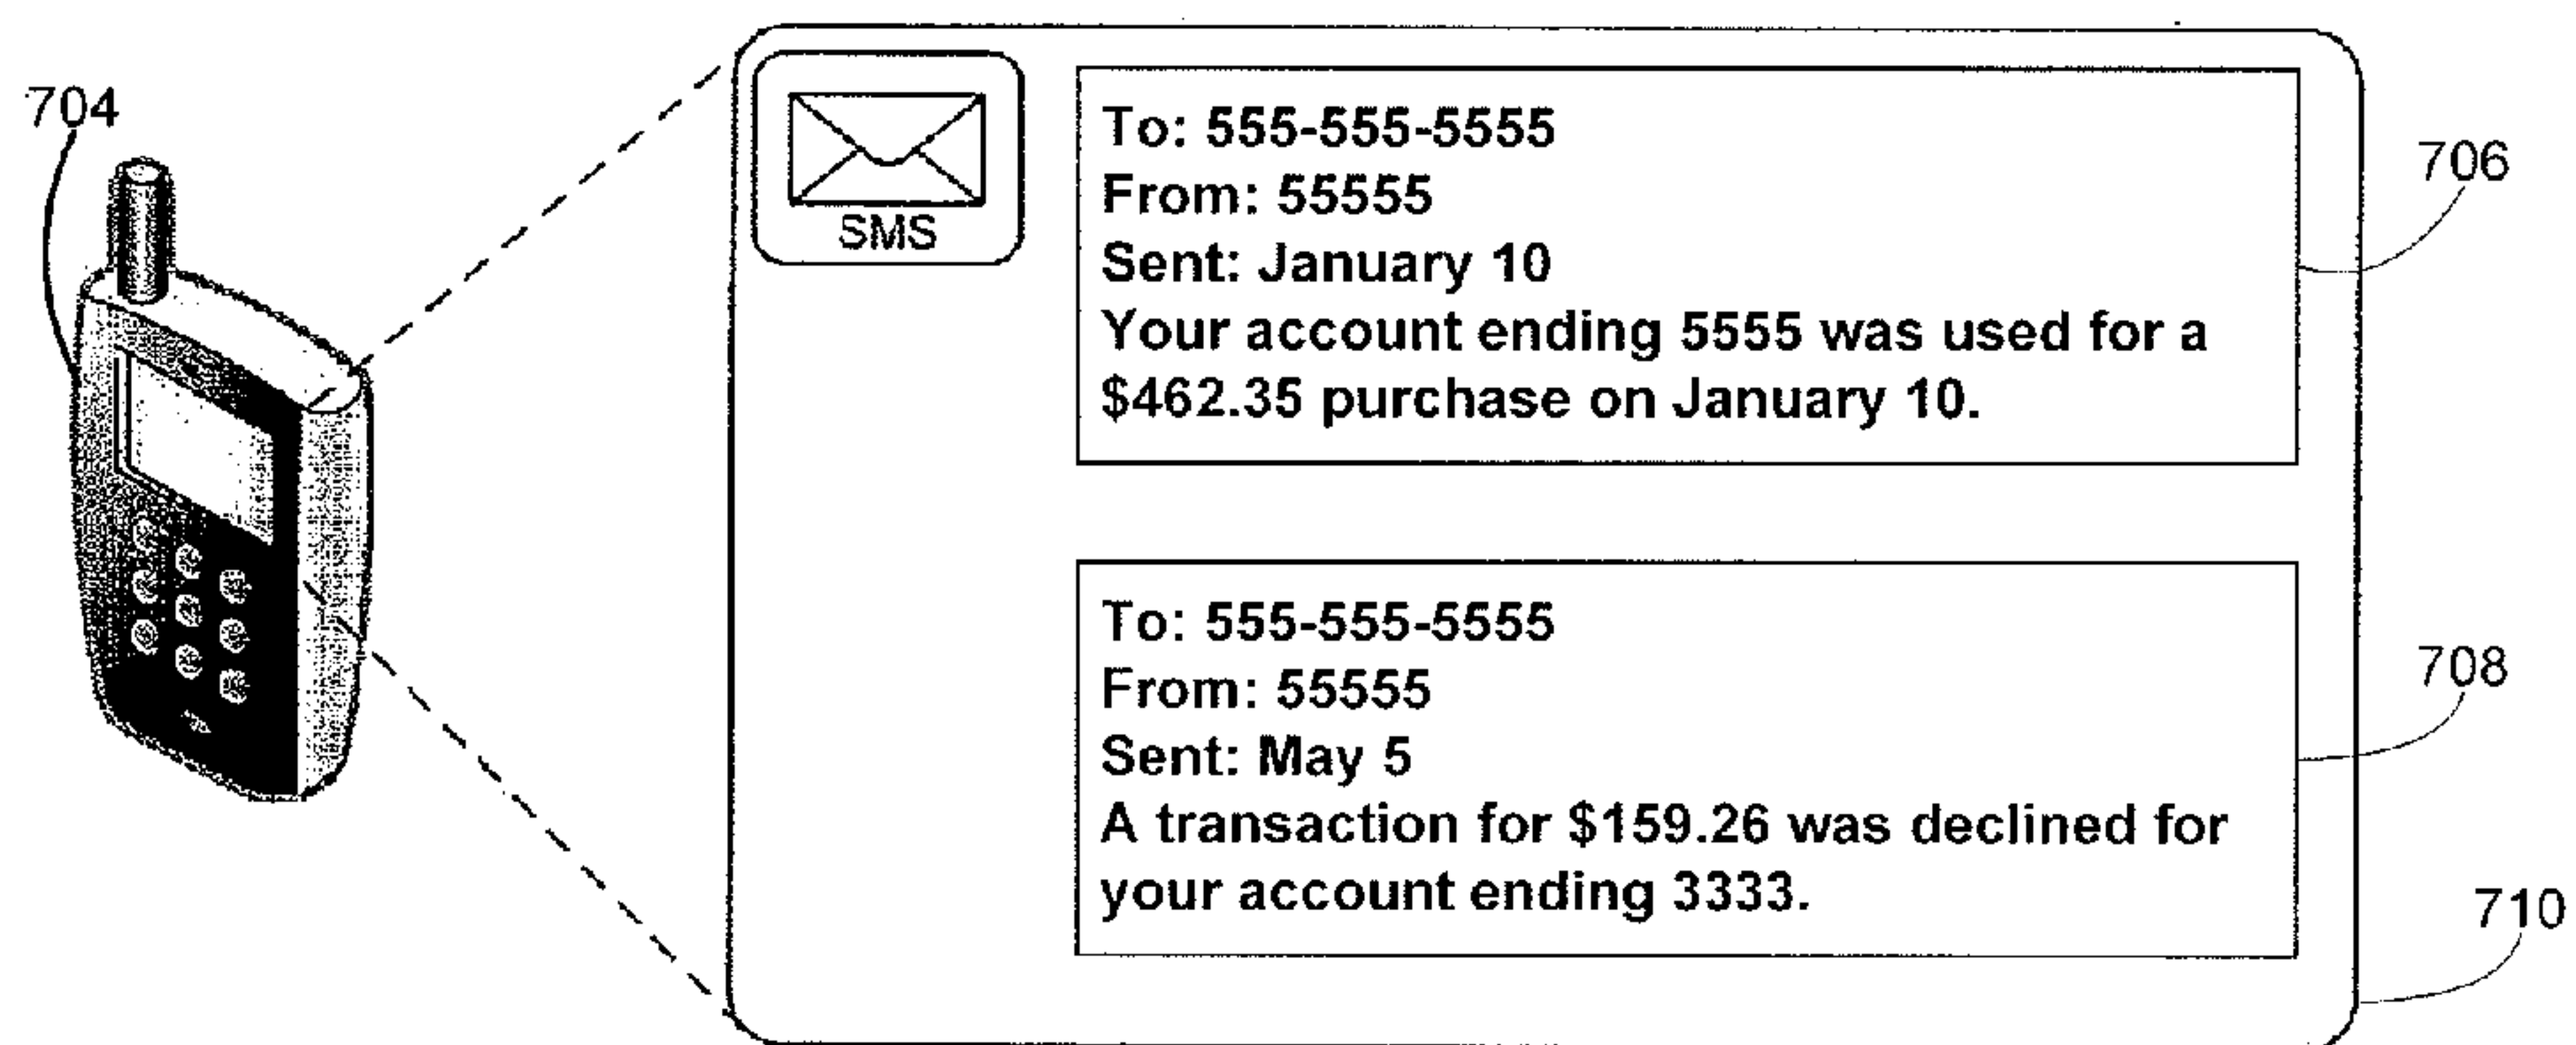 704
SMS
To: 555-555-5555
From: 55555
Sent: January 10
Your account ending 5555 was used for a
$462.35 purchase on January 10.
706
To: 555-555-5555
From: 55555
Sent: May 5
A transaction for $159.26 was declined for
your account ending 3333.
708
710